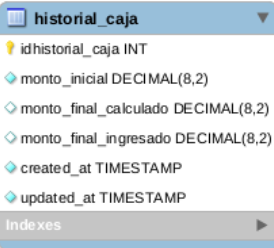 historial_caja
idhistorial_caja INT
monto_inicial DECIMAL(8,2)
monto_final_calculado DECIMAL(8,2)
monto_final_ingresado DECIMAL(8,2)
created_at TIMESTAMP
updated_at TIMESTAMP
Indexes